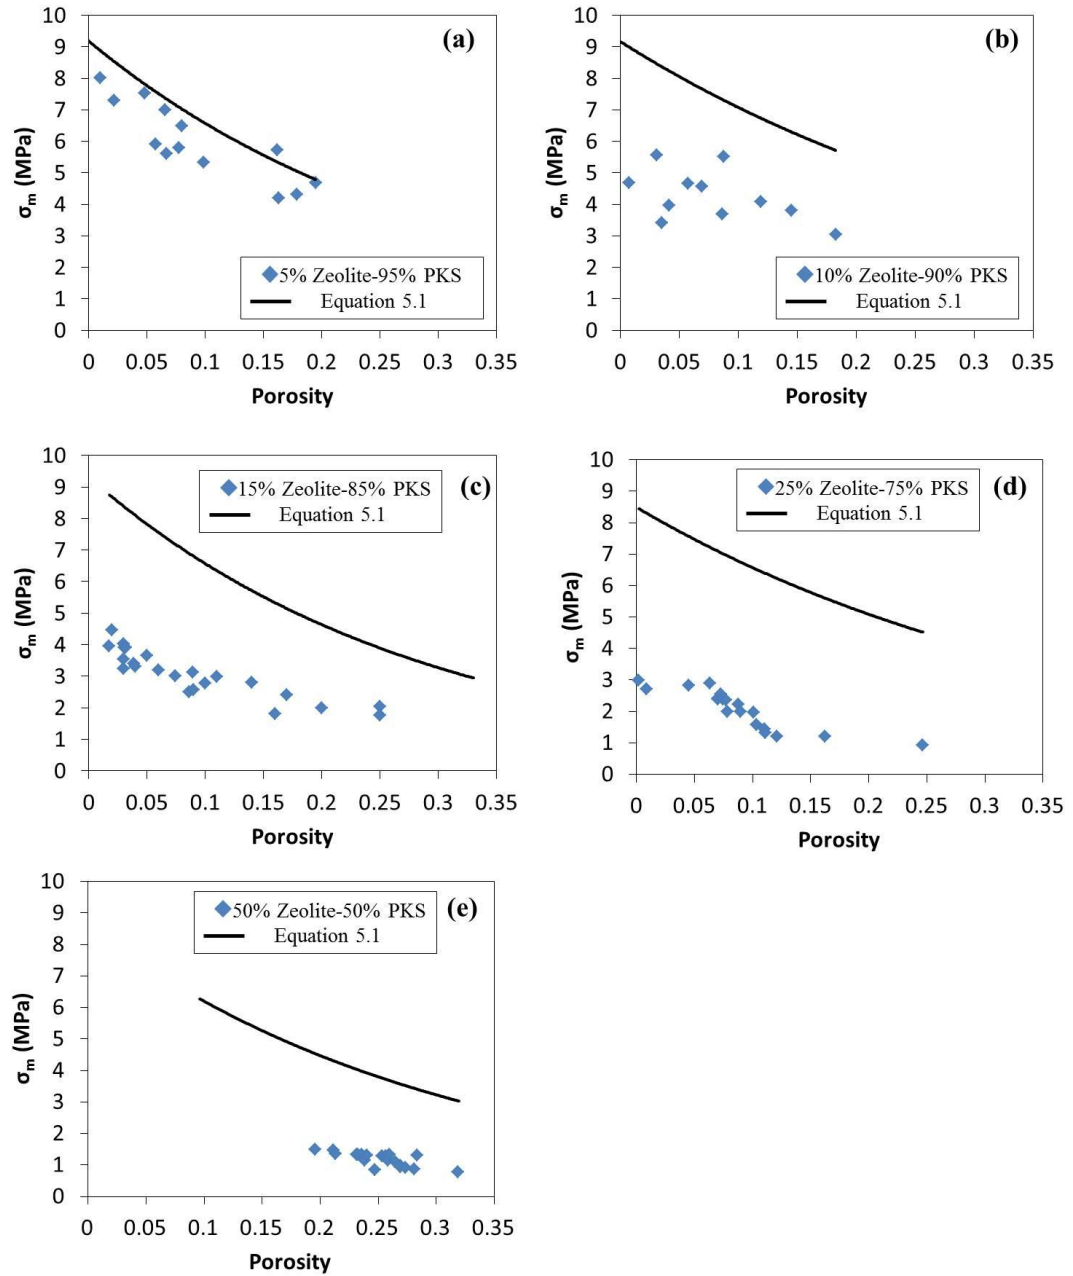 10
9
8
7
6
5
4
3
2
1
0
σm (MPa)
(a)
5% Zeolite-95% PKS
Equation 5.1
0 0.05 0.1 0.15 0.2 0.25 0.3 0.35
Porosity
10
9
8
7
6
5
4
3
2
1
0
σm (MPa)
(b)
10% Zeolite-90% PKS
Equation 5.1
0 0.05 0.1 0.15 0.2 0.25 0.3 0.35
Porosity
10
9
8
7
6
5
4
3
2
1
0
σm (MPa)
15% Zeolite-85% PKS
Equation 5.1
(c)
0 0.05 0.1 0.15 0.2 0.25 0.3 0.35
Porosity
10
9
8
7
6
5
4
3
2
1
0
σm (MPa)
25% Zeolite-75% PKS
Equation 5.1
(d)
0 0.05 0.1 0.15 0.2 0.25 0.3 0.35
Porosity
10
9
8
7
6
5
4
3
2
1
0
σm (MPa)
50% Zeolite-50% PKS
Equation 5.1
(e)
0 0.05 0.1 0.15 0.2 0.25 0.3 0.35
Porosity